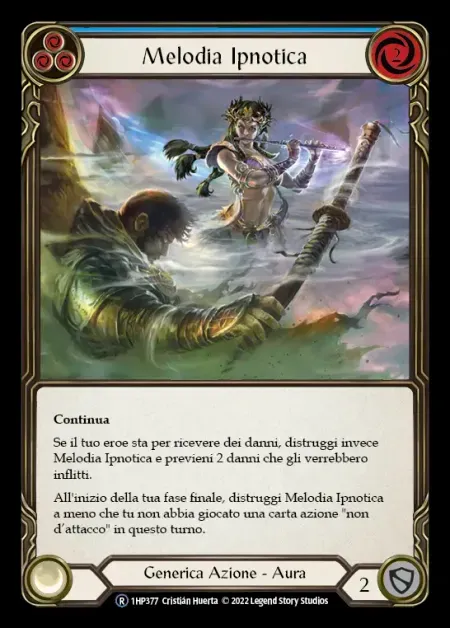 Melodia Ipnotica
2
Continua
Se il tuo eroe sta per ricevere dei danni, distruggi invece
Melodia Ipnotica e previeni 2 danni che gli verrebbero
inflitti.
All'inizio della tua fase finale, distruggi Melodia Ipnotica
a meno che tu non abbia giocato una carta azione "non
d'attacco" in questo turno.
Generica Azione - Aura
2
R 1HP377 Cristián Huerta © 2022 Legend Story Studios